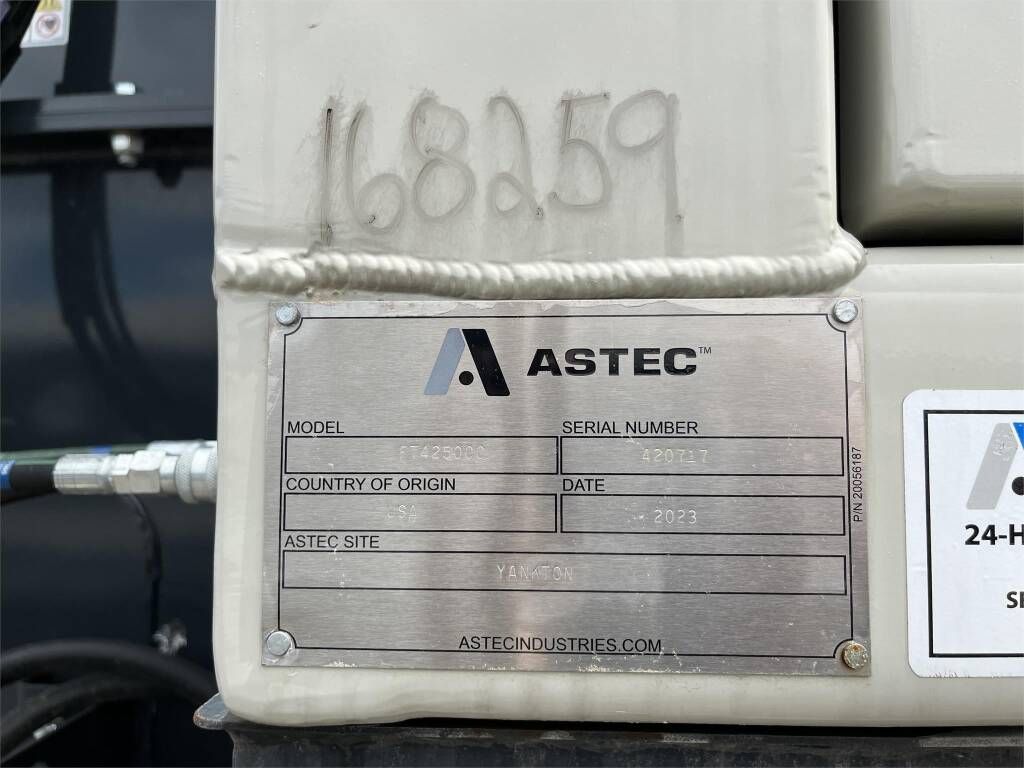 168259
ASTEC™
MODEL
SERIAL NUMBER
FT4250CC
420717
COUNTRY OF ORIGIN
DATE
USA
2023
ASTEC SITE
YANKTON
ASTECINDUSTRIES.COM
P/N 20056187
24-H